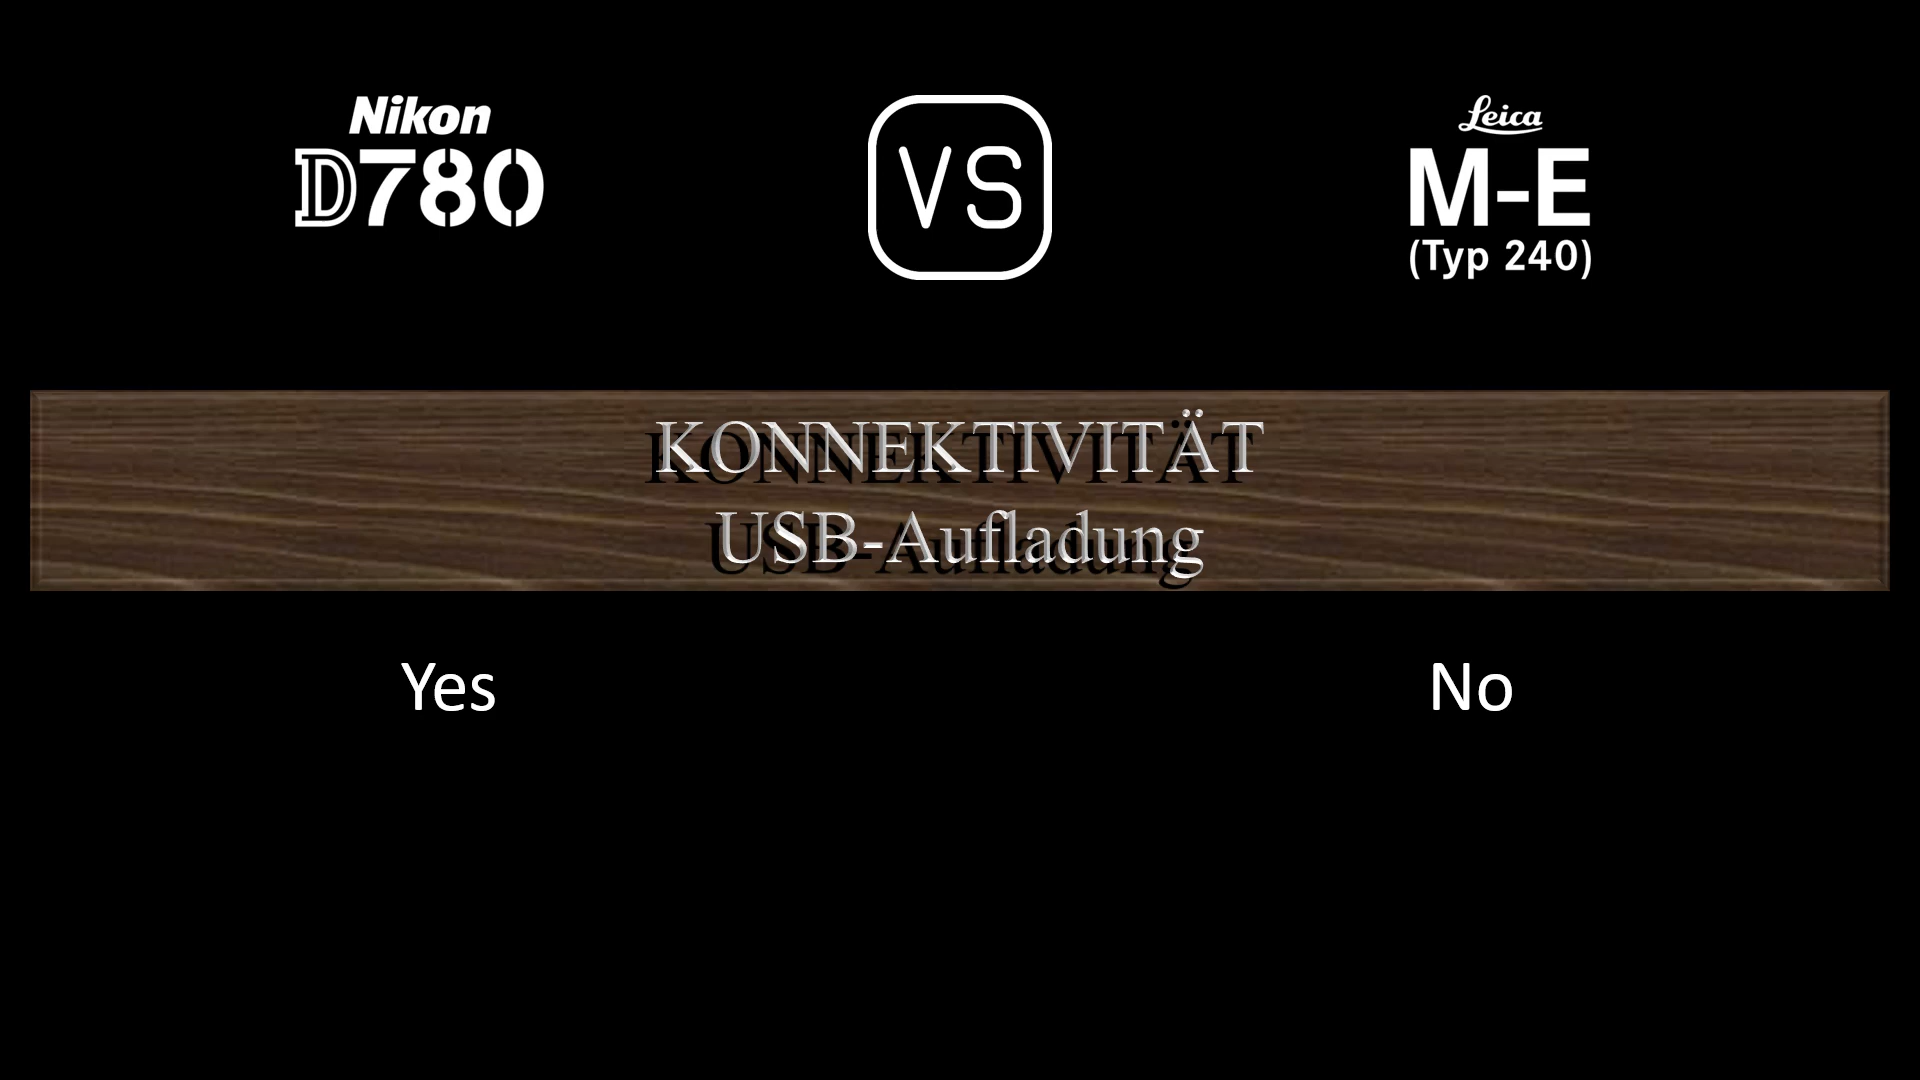 Nikon
D780
VS
Leica
M-E
(Typ 240)
KONNEKTIVITÄT
USB-Aufladung
Yes
No